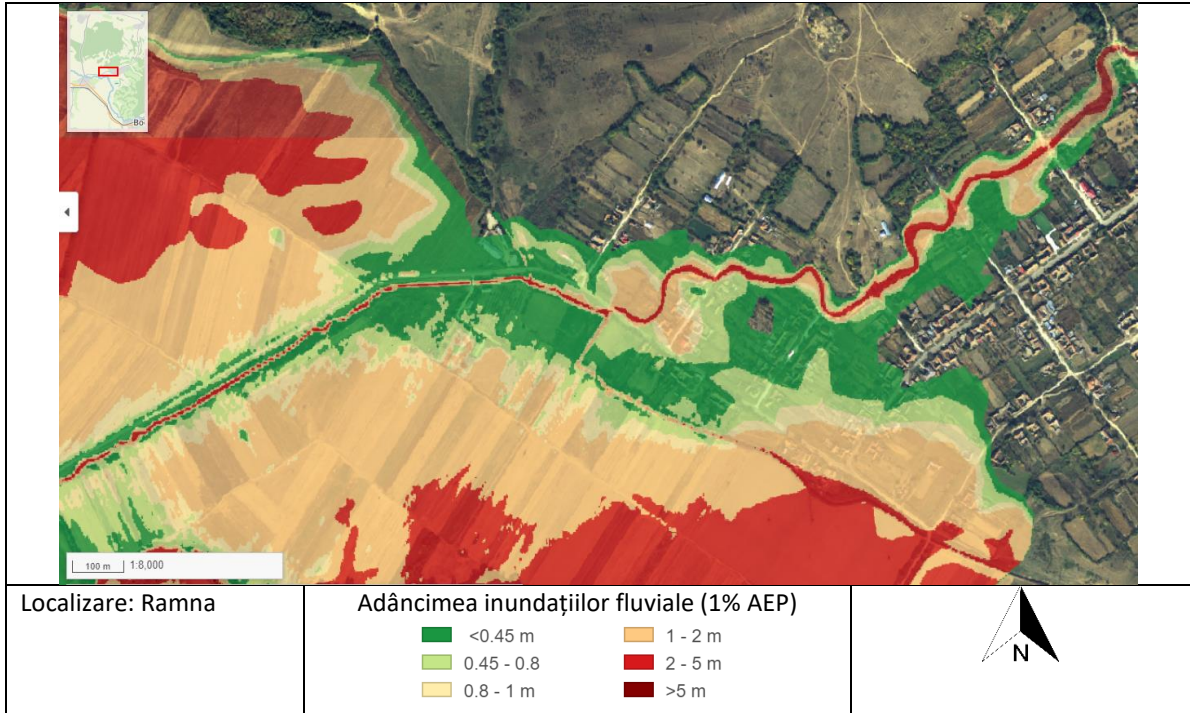 Bo
100 m 1:8,000
Localizare: Ramna
Adâncimea inundațiilor fluviale (1% AEP)
<0.45 m
1 - 2 m
0.45 - 0.8
2 - 5 m
0.8 - 1 m
>5 m
N